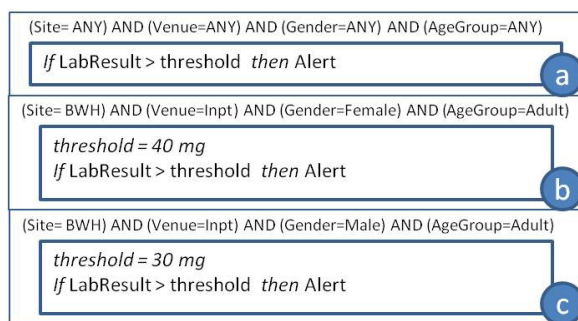 (Site= ANY) AND (Venue=ANY) AND (Gender=ANY) AND (AgeGroup=ANY)
If LabResult > threshold then Alert
a
(Site= BWH) AND (Venue=Inpt) AND (Gender=Female) AND (AgeGroup=Adult)
threshold = 40 mg
If LabResult > threshold then Alert
b
(Site= BWH) AND (Venue=Inpt) AND (Gender=Male) AND (AgeGroup=Adult)
threshold = 30 mg
If LabResult > threshold then Alert
c